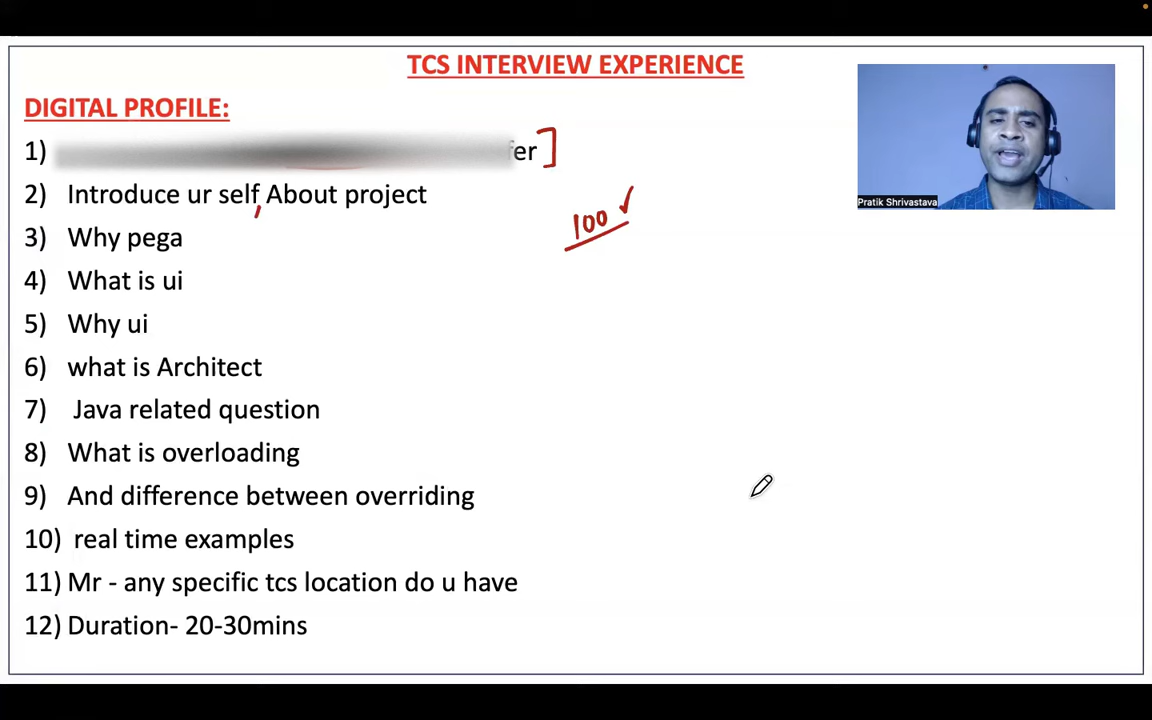 TCS INTERVIEW EXPERIENCE
DIGITAL PROFILE:
1) fer ]
2) Introduce ur self, About project
100 ✓
3) Why pega
4) What is ui
5) Why ui
6) what is Architect
7) Java related question
8) What is overloading
9) And difference between overriding
10) real time examples
11) Mr - any specific tcs location do u have
12) Duration- 20-30mins
Pratik Shrivastava